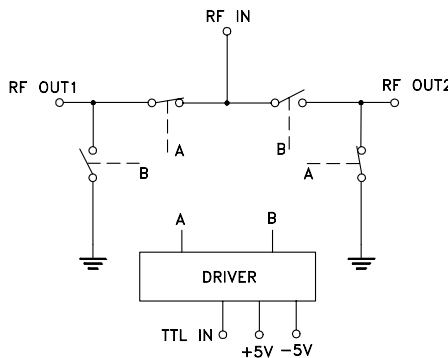 RF IN
RF OUT1
RF OUT2
A
B
B
A
A
B
DRIVER
TTL IN
+5V
-5V